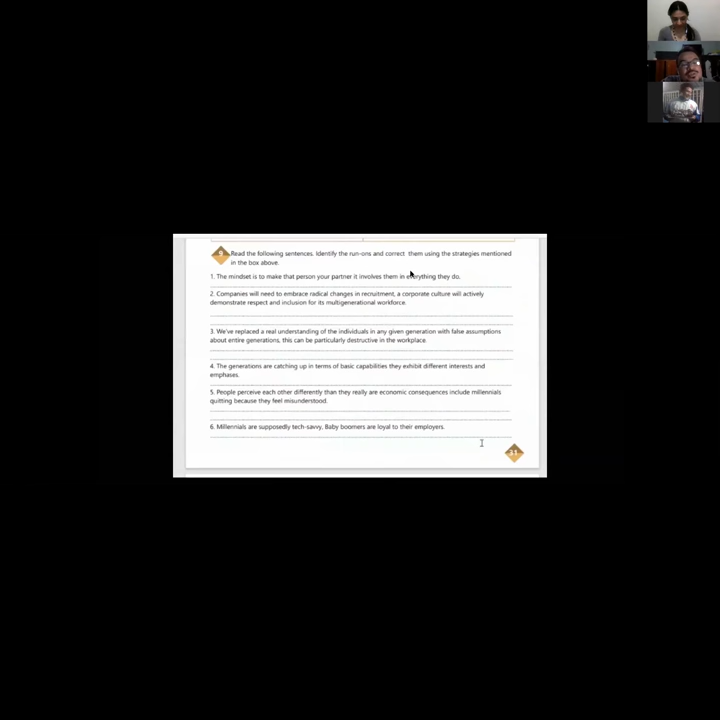 9 Read the following sentences. Identify the run-ons and correct them using the strategies mentioned
in the box above.
1. The mindset is to make that person your partner it involves them in everything they do.
2. Companies will need to embrace radical changes in recruitment, a corporate culture will actively
demonstrate respect and inclusion for its multigenerational workforce.
3. We've replaced a real understanding of the individuals in any given generation with false assumptions
about entire generations, this can be particularly destructive in the workplace.
4. The generations are catching up in terms of basic capabilities they exhibit different interests and
emphases.
5. People perceive each other differently than they really are economic consequences include millennials
quitting because they feel misunderstood.
6. Millennials are supposedly tech-savvy, Baby boomers are loyal to their employers.
31